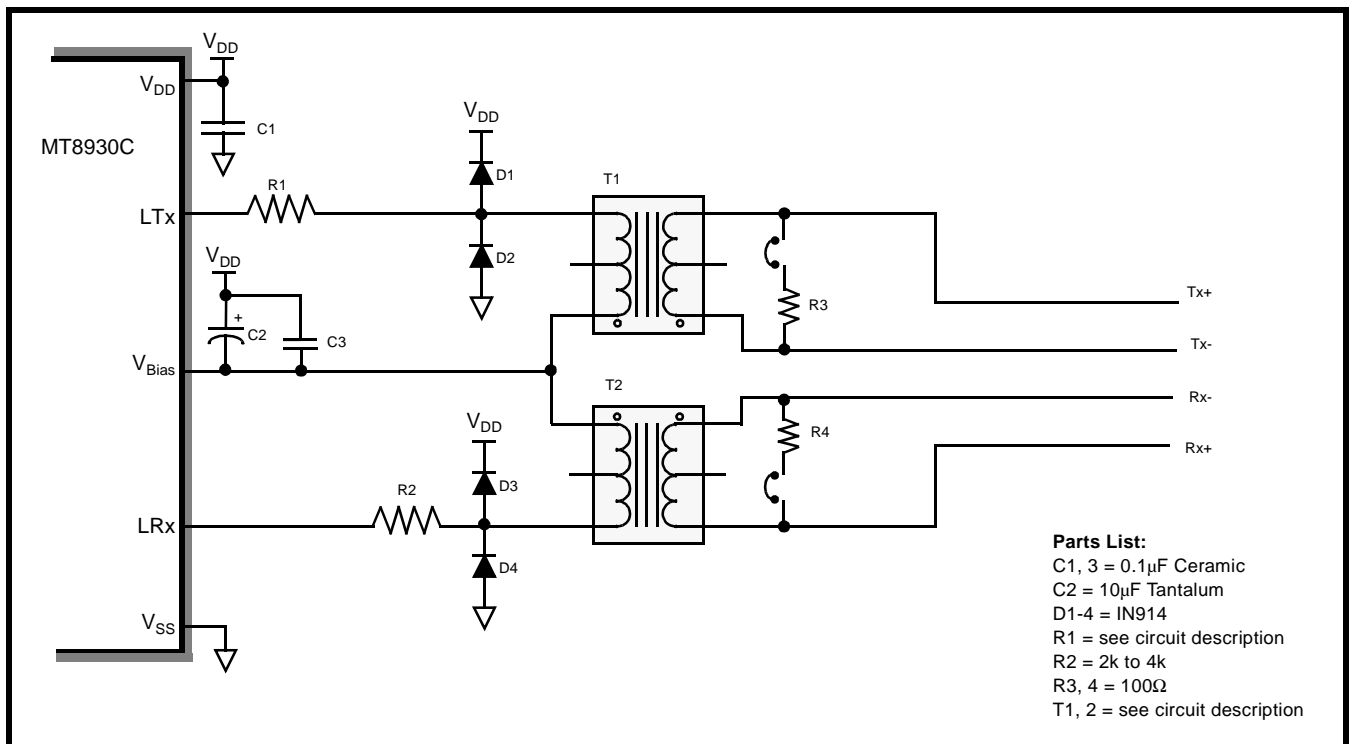 VDD
VDD
C1
MT8930C
VDD
D1
T1
R1
LTx
D2
VDD
R3
Tx+
+
C2
C3
Tx-
VBias
T2
Rx-
VDD
R4
Rx+
D3
R2
LRx
D4
Parts List:
C1, 3 = 0.1μF Ceramic
C2 = 10μF Tantalum
D1-4 = IN914
R1 = see circuit description
R2 = 2k to 4k
R3, 4 = 100Ω
T1, 2 = see circuit description
VSS